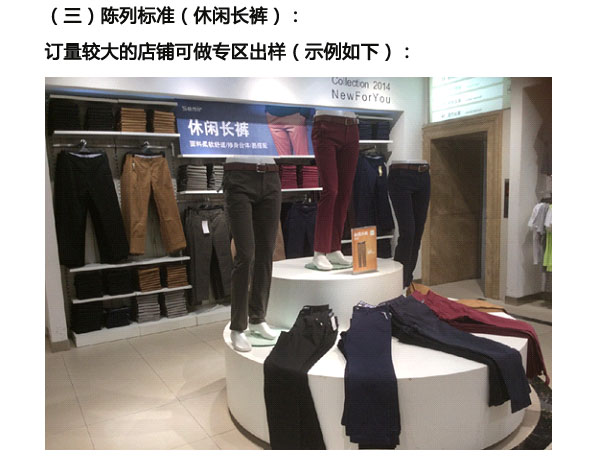 （三）陈列标准（休闲长裤）：
订量较大的店铺可做专区出样（示例如下）：
Collection 2014
NewForYou
休闲长裤